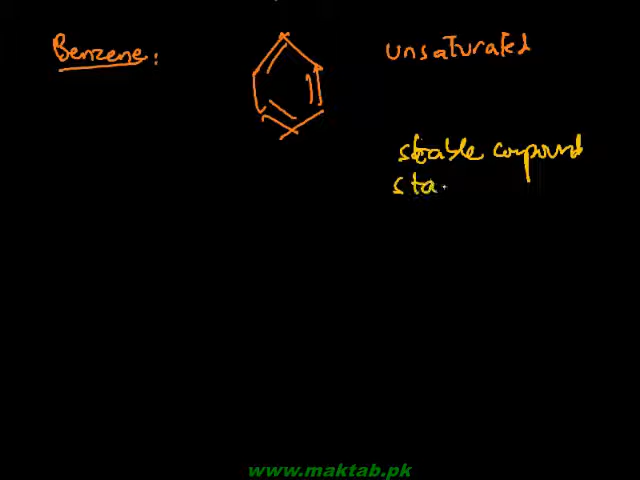 Benzene:
unsaturated
stable compound
sta
www.maktab.pk